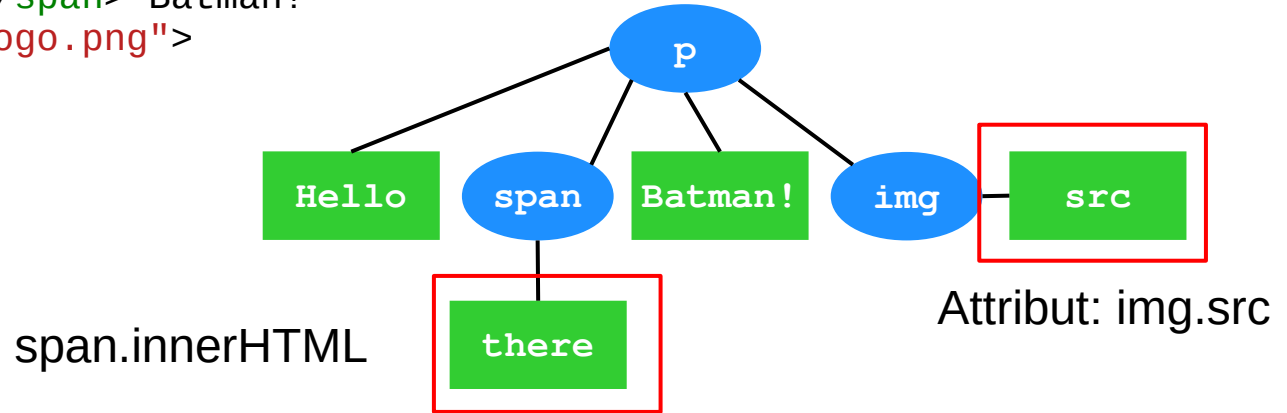 span> Batman!
ogo.png">
p
Hello
span
Batman!
img
src
Attribut: img.src
span.innerHTML
there